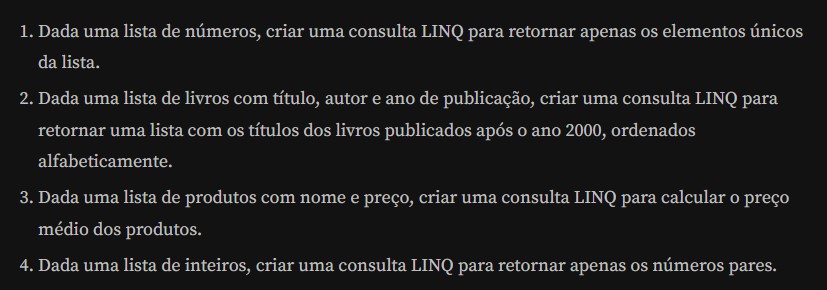 1. Dada uma lista de números, criar uma consulta LINQ para retornar apenas os elementos únicos
da lista.
2. Dada uma lista de livros com título, autor e ano de publicação, criar uma consulta LINQ para
retornar uma lista com os títulos dos livros publicados após o ano 2000, ordenados
alfabeticamente.
3. Dada uma lista de produtos com nome e preço, criar uma consulta LINQ para calcular o preço
médio dos produtos.
4. Dada uma lista de inteiros, criar uma consulta LINQ para retornar apenas os números pares.